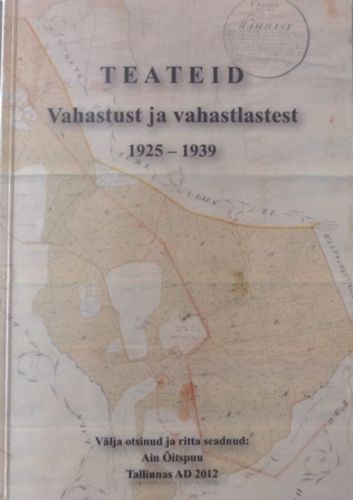 TEATEID
Vahastust ja vahastlastest
1925 – 1939
Välja otsinud ja ritta seadnud:
Ain Õitspuu
Tallinnas AD 2012